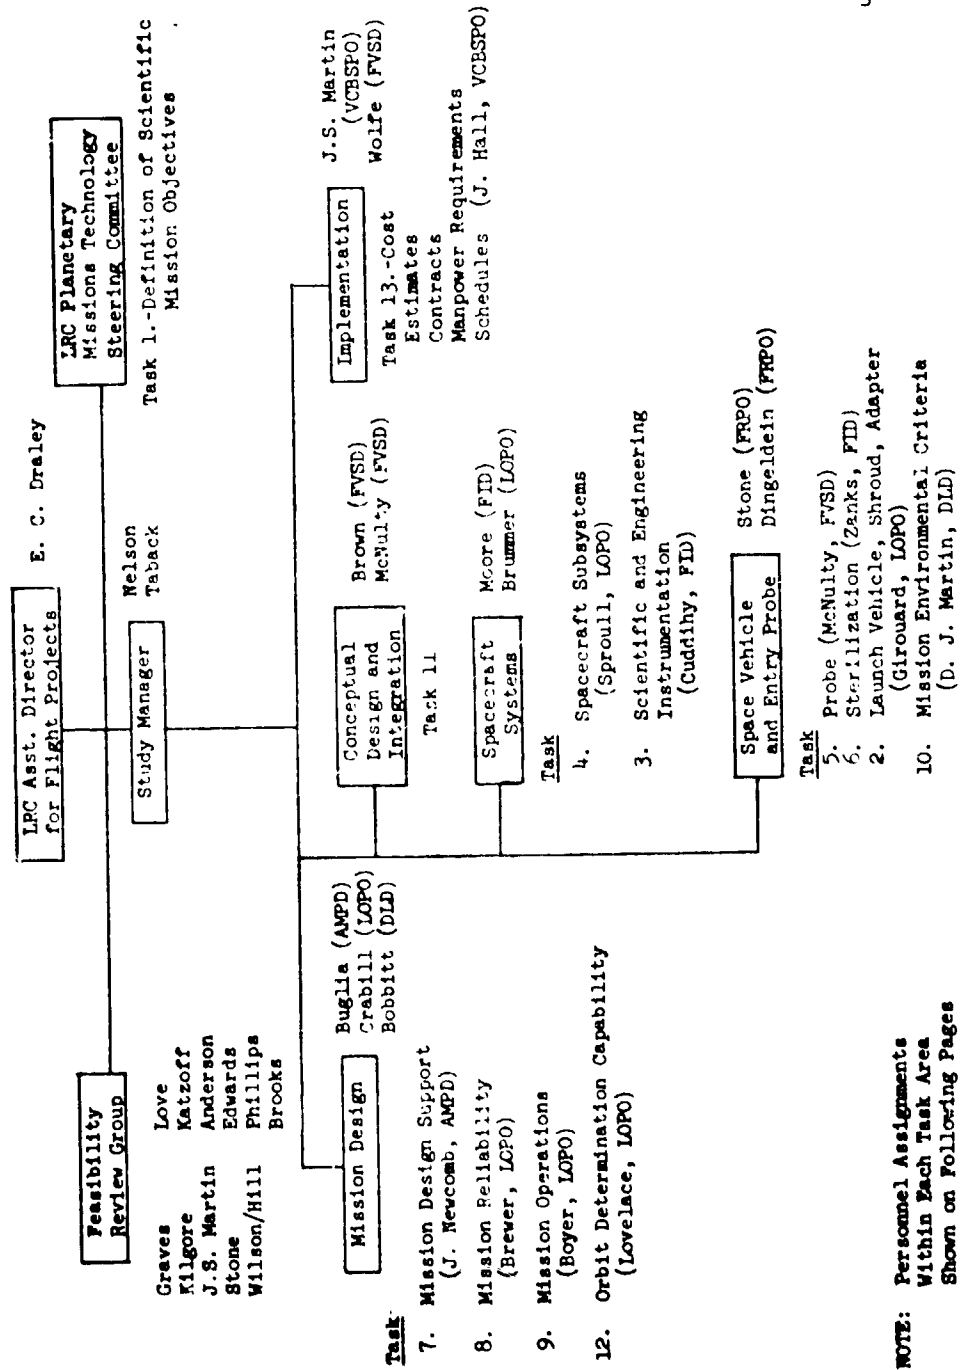 LRC Asst. Director
for Flight Projects
E. C. Draley
LRC Planetary
Missions Technology
Steering Committee
Task 1.-Definition of Scientific
Mission Objectives
Feasibility
Review Group
Graves Love
Kilgore Katzoff
J.S. Martin Anderson
Stone Edwards
Wilson/Hill Phillips
Brooks
Study Manager
Nelson
Taback
Mission Design
Buglia (AMPD)
Crabill (LOPO)
Bobbitt (DLD)
Task
7. Mission Design Support
(J. Newcomb, AMPD)
8. Mission Reliability
(Brewer, LOPO)
9. Mission Operations
(Boyer, LOPO)
12. Orbit Determination Capability
(Lovelace, LOPO)
Conceptual
Design and
Integration
Brown (FVSD)
McNulty (FVSD)
Task 11
Spacecraft
Systems
Moore (FID)
Brummer (LOPO)
Task
4. Spacecraft Subsystems
(Sproull, LOPO)
3. Scientific and Engineering
Instrumentation
(Cuddihy, FID)
Space Vehicle
and Entry Probe
Stone (FRPO)
Dingeldein (FRPO)
Task
5. Probe (McNulty, FVSD)
6. Sterilization (Zanks, FID)
2. Launch Vehicle, Shroud, Adapter
(Girouard, LOPO)
10. Mission Environmental Criteria
(D. J. Martin, DLD)
Implementation
J.S. Martin
(VCBSPO)
Wolfe (FVSD)
Task 13.-Cost
Estimates
Contracts
Manpower Requirements
Schedules (J. Hall, VCBSPO)
NOTE: Personnel Assignments
Within Each Task Area
Shown on Following Pages